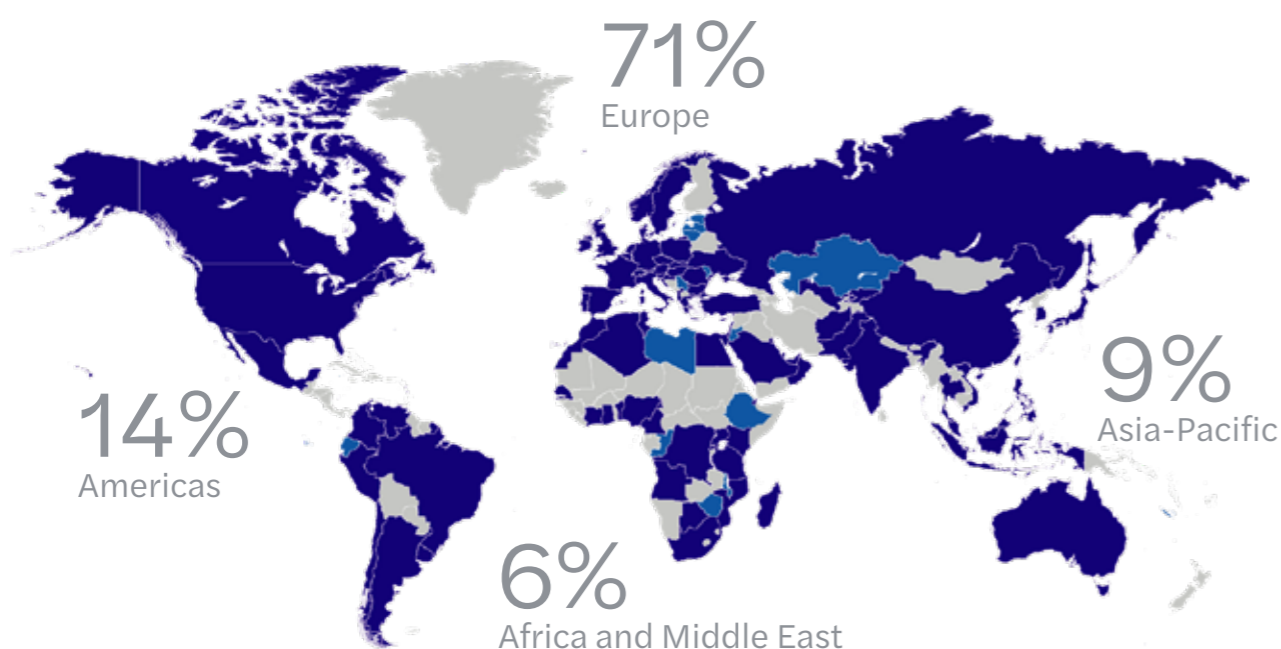 71%
Europe
9%
Asia-Pacific
14%
Americas
6%
Africa and Middle East